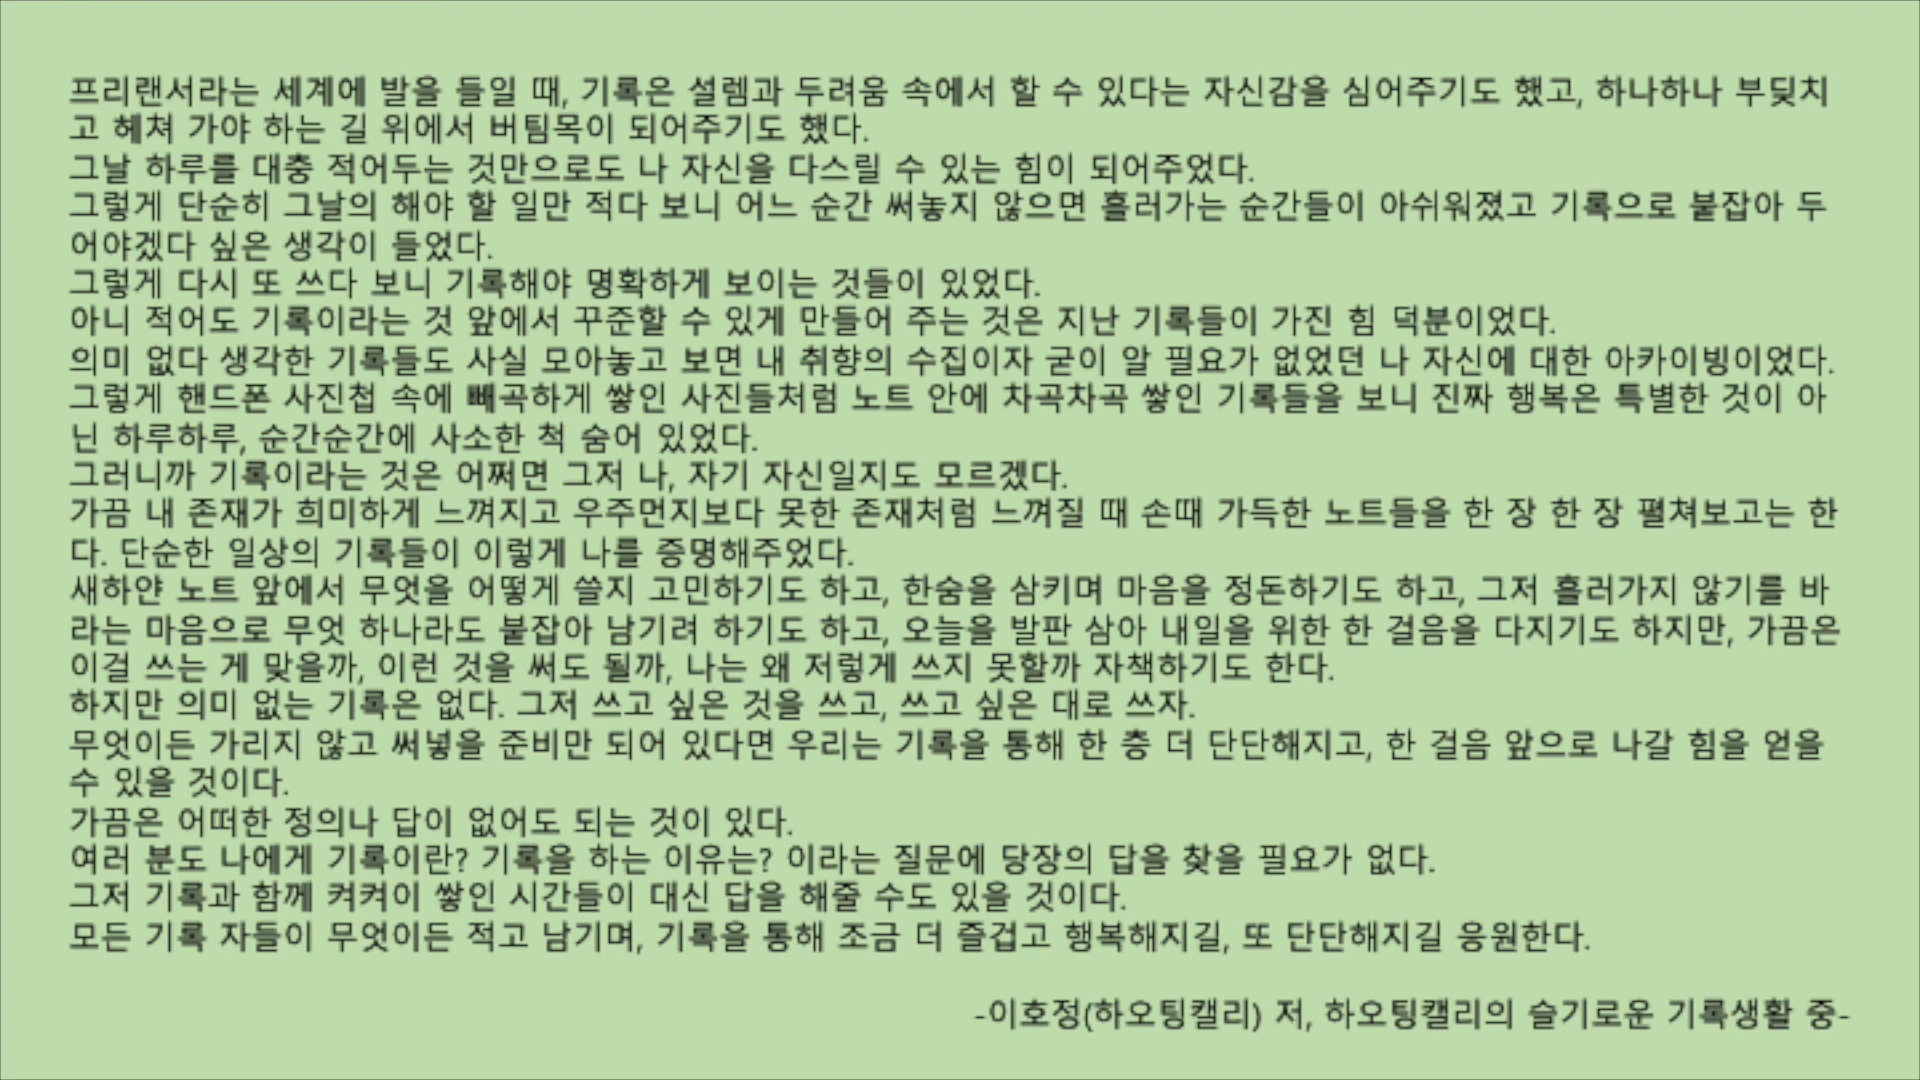 프리랜서라는 세계에 발을 들일 때, 기록은 설렘과 두려움 속에서 할 수 있다는 자신감을 심어주기도 했고, 하나하나 부딪치
고 헤쳐 가야 하는 길 위에서 버팀목이 되어주기도 했다.
그날 하루를 대충 적어두는 것만으로도 나 자신을 다스릴 수 있는 힘이 되어주었다.
그렇게 단순히 그날의 해야 할 일만 적다 보니 어느 순간 써놓지 않으면 흘러가는 순간들이 아쉬워졌고 기록으로 붙잡아 두
어야겠다 싶은 생각이 들었다.
그렇게 다시 또 쓰다 보니 기록해야 명확하게 보이는 것들이 있었다.
아니 적어도 기록이라는 것 앞에서 꾸준할 수 있게 만들어 주는 것은 지난 기록들이 가진 힘 덕분이었다.
의미 없다 생각한 기록들도 사실 모아놓고 보면 내 취향의 수집이자 굳이 알 필요가 없었던 나 자신에 대한 아카이빙이었다.
그렇게 핸드폰 사진첩 속에 빼곡하게 쌓인 사진들처럼 노트 안에 차곡차곡 쌓인 기록들을 보니 진짜 행복은 특별한 것이 아
닌 하루하루, 순간순간에 사소한 척 숨어 있었다.
그러니까 기록이라는 것은 어쩌면 그저 나, 자기 자신일지도 모르겠다.
가끔 내 존재가 희미하게 느껴지고 우주먼지보다 못한 존재처럼 느껴질 때 손때 가득한 노트들을 한 장 한 장 펼쳐보고는 한
다. 단순한 일상의 기록들이 이렇게 나를 증명해주었다.
새하얀 노트 앞에서 무엇을 어떻게 쓸지 고민하기도 하고, 한숨을 삼키며 마음을 정돈하기도 하고, 그저 흘러가지 않기를 바
라는 마음으로 무엇 하나라도 붙잡아 남기려 하기도 하고, 오늘을 발판 삼아 내일을 위한 한 걸음을 다지기도 하지만, 가끔은
이걸 쓰는 게 맞을까, 이런 것을 써도 될까, 나는 왜 저렇게 쓰지 못할까 자책하기도 한다.
하지만 의미 없는 기록은 없다. 그저 쓰고 싶은 것을 쓰고, 쓰고 싶은 대로 쓰자.
무엇이든 가리지 않고 써넣을 준비만 되어 있다면 우리는 기록을 통해 한 층 더 단단해지고, 한 걸음 앞으로 나갈 힘을 얻을
수 있을 것이다.
가끔은 어떠한 정의나 답이 없어도 되는 것이 있다.
여러 분도 나에게 기록이란? 기록을 하는 이유는? 이라는 질문에 당장의 답을 찾을 필요가 없다.
그저 기록과 함께 켜켜이 쌓인 시간들이 대신 답을 해줄 수도 있을 것이다.
모든 기록 자들이 무엇이든 적고 남기며, 기록을 통해 조금 더 즐겁고 행복해지길, 또 단단해지길 응원한다.
-이호정(하오팅캘리) 저, 하오팅캘리의 슬기로운 기록생활 중-